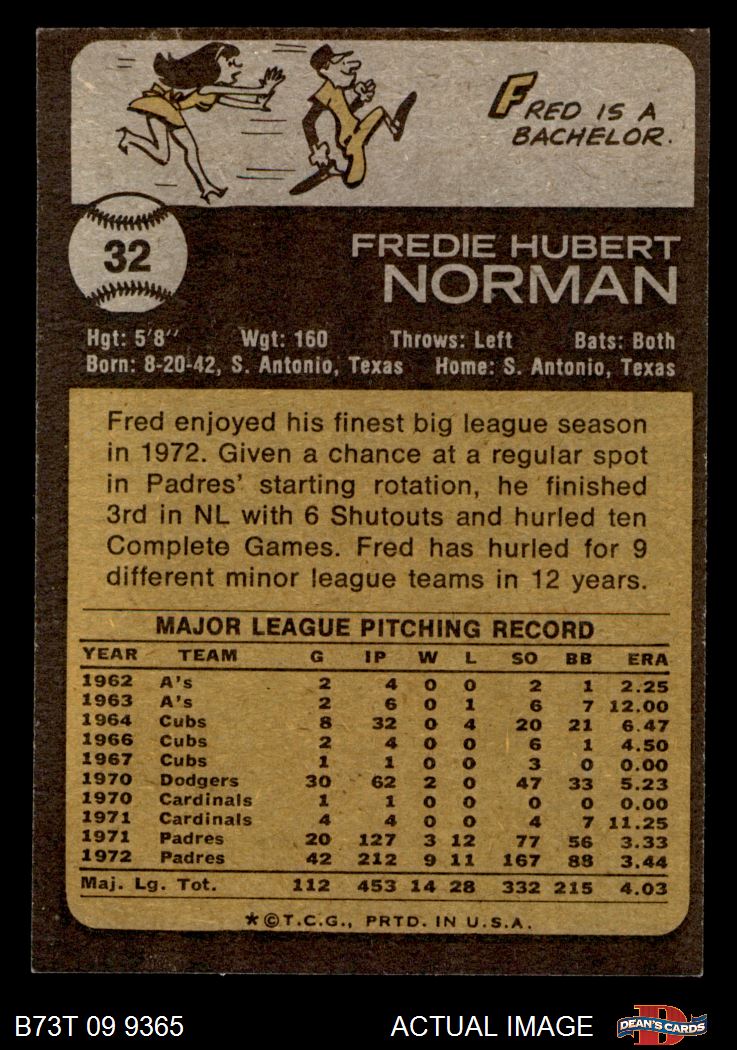 FRED IS A
BACHELOR.
32
FREDIE HUBERT
NORMAN
Hgt: 5'8" Wgt: 160 Throws: Left Bats: Both
Born: 8-20-42, S. Antonio, Texas Home: S. Antonio, Texas
Fred enjoyed his finest big league season
in 1972. Given a chance at a regular spot
in Padres' starting rotation, he finished
3rd in NL with 6 Shutouts and hurled ten
Complete Games. Fred has hurled for 9
different minor league teams in 12 years.
MAJOR LEAGUE PITCHING RECORD
YEAR TEAM G IP W L SO BB ERA
1962 A's 2 4 0 0 2 1 2.25
1963 A's 2 6 0 1 6 7 12.00
1964 Cubs 8 32 0 4 20 21 6.47
1966 Cubs 2 4 0 0 6 1 4.50
1967 Cubs 1 1 0 0 3 0 0.00
1970 Dodgers 30 62 2 0 47 33 5.23
1970 Cardinals 1 1 0 0 0 0 0.00
1971 Cardinals 4 4 0 0 4 7 11.25
1971 Padres 20 127 3 12 77 56 3.33
1972 Padres 42 212 9 11 167 88 3.44
Maj. Lg. Tot. 112 453 14 28 332 215 4.03
*©T.C.G., PRTD. IN U.S.A.
B73T 09 9365 ACTUAL IMAGE D DEAN'S CARDS